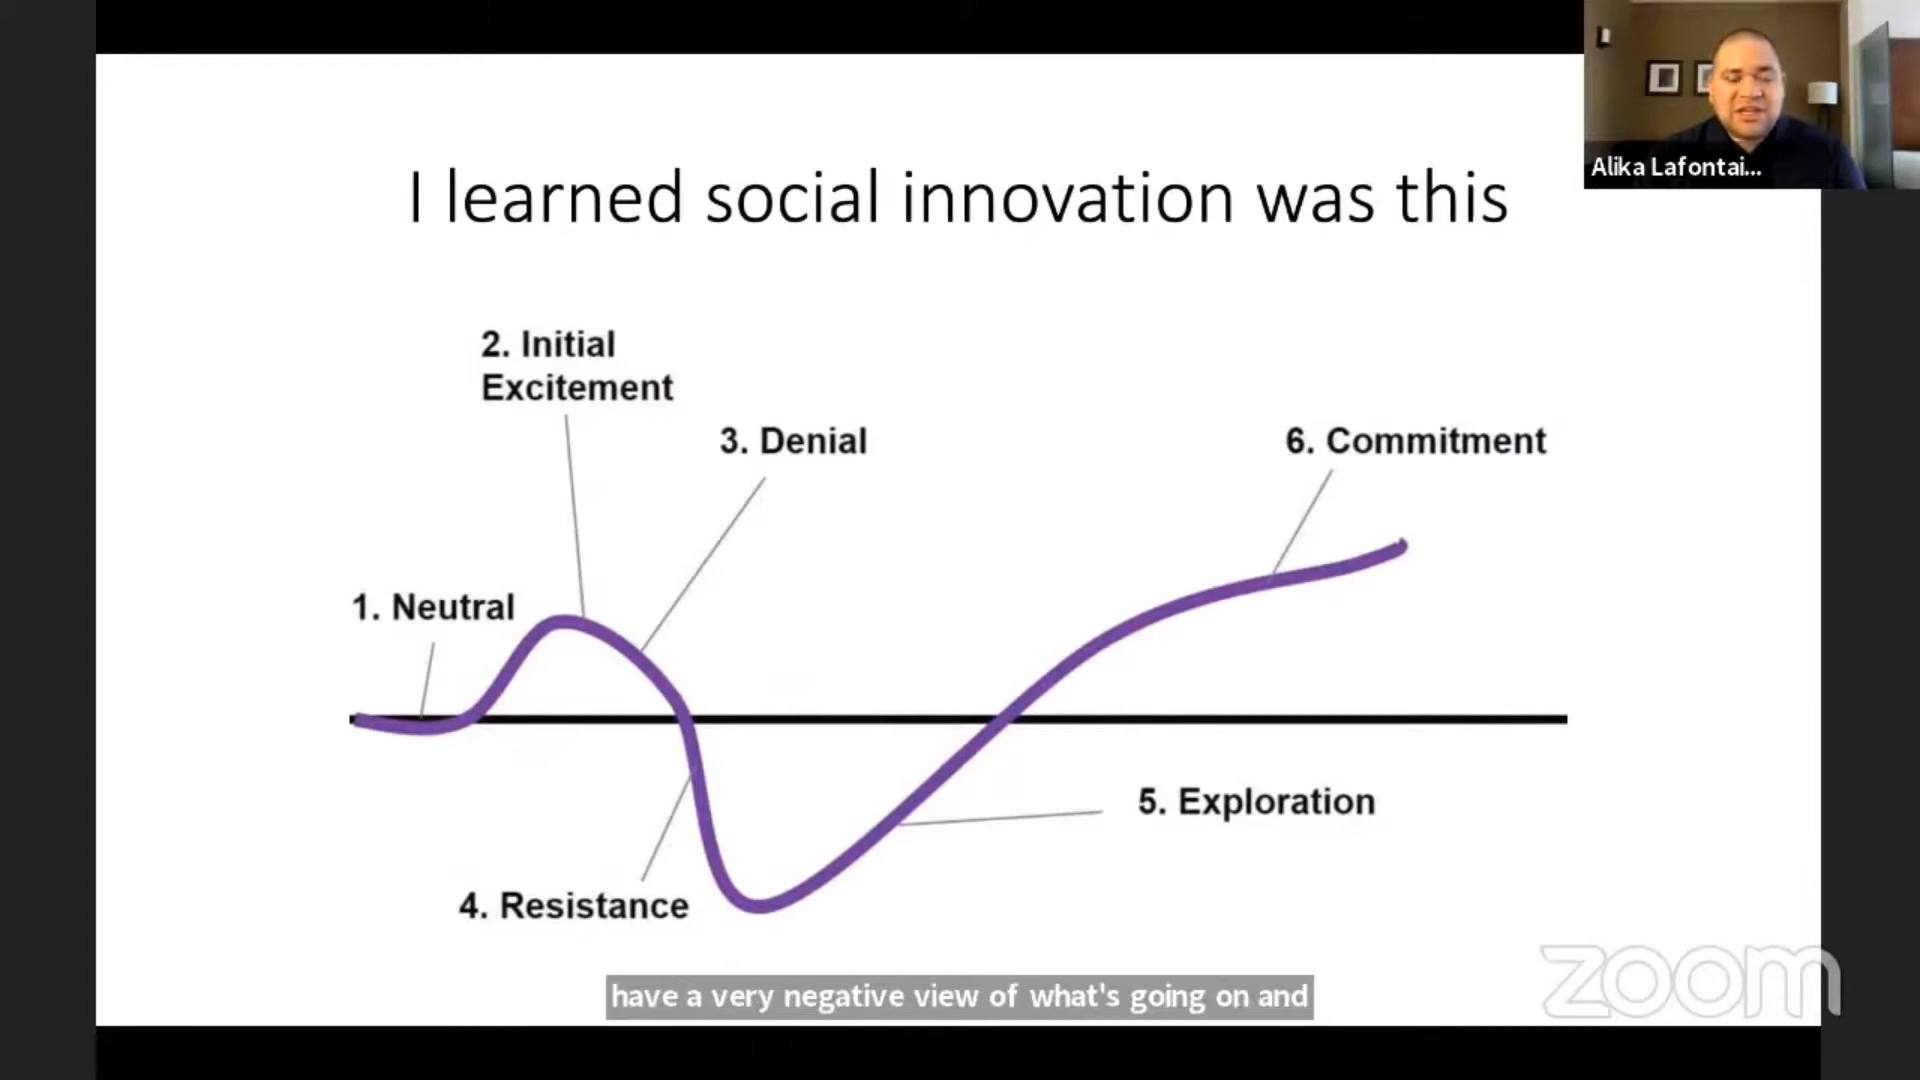 Alika Lafontai...
I learned social innovation was this
2. Initial
Excitement
3. Denial
6. Commitment
1. Neutral
5. Exploration
4. Resistance
have a very negative view of what's going on and
zoom